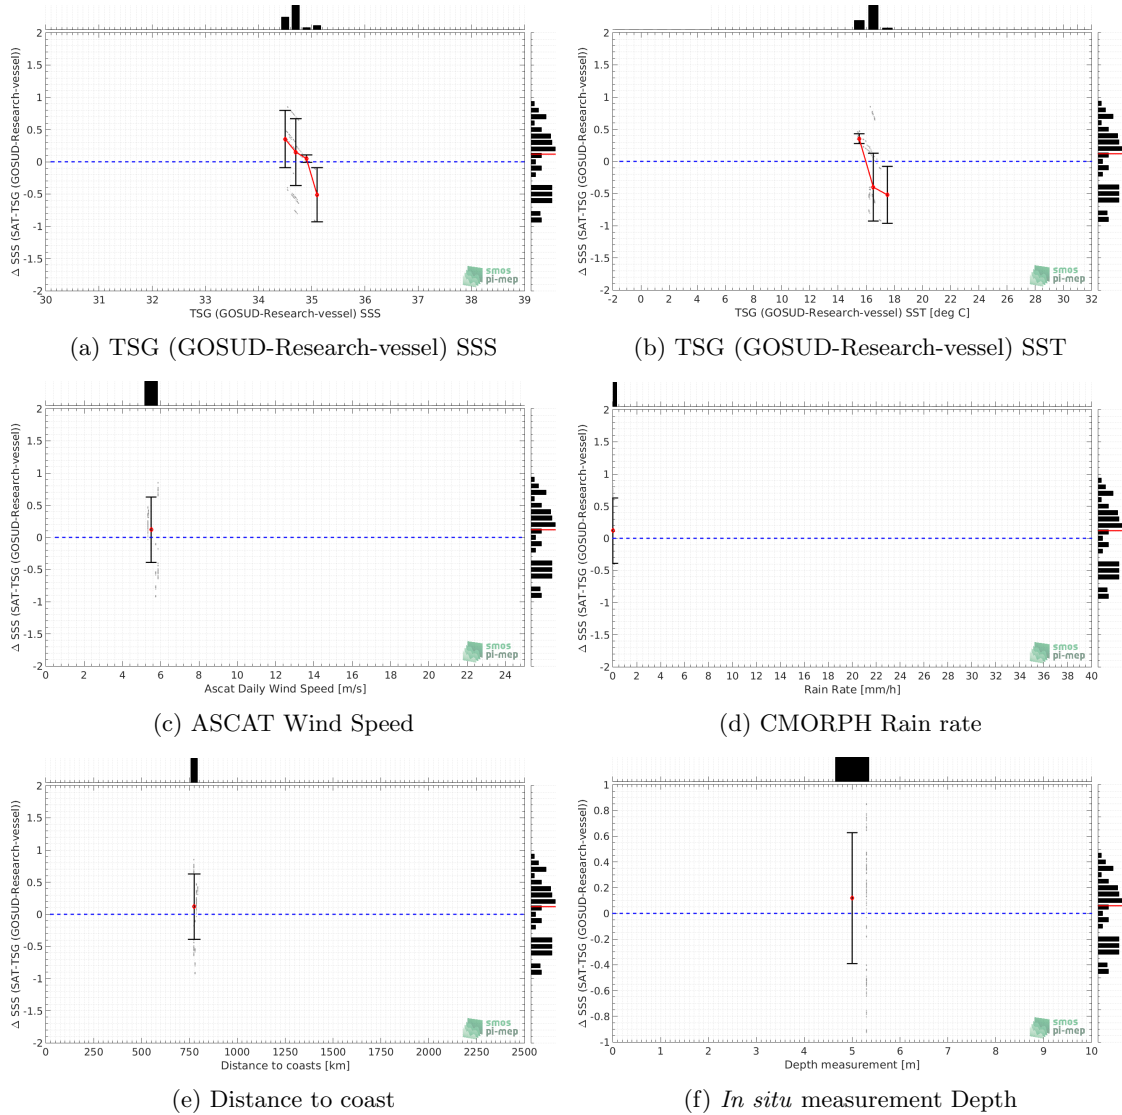 2
1.5
1
0.5
0
-0.5
-1
-1.5
-2
Δ SSS (SAT-TSG (GOSUD-Research-vessel))
30 31 32 33 34 35 36 37 38 39
TSG (GOSUD-Research-vessel) SSS
smos
pi-mep
(a) TSG (GOSUD-Research-vessel) SSS
2
1.5
1
0.5
0
-0.5
-1
-1.5
-2
Δ SSS (SAT-TSG (GOSUD-Research-vessel))
-2 0 2 4 6 8 10 12 14 16 18 20 22 24 26 28 30 32
TSG (GOSUD-Research-vessel) SST [deg C]
smos
pi-mep
(b) TSG (GOSUD-Research-vessel) SST
2
1.5
1
0.5
0
-0.5
-1
-1.5
-2
Δ SSS (SAT-TSG (GOSUD-Research-vessel))
0 2 4 6 8 10 12 14 16 18 20 22 24
Ascat Daily Wind Speed [m/s]
smos
pi-mep
(c) ASCAT Wind Speed
2
1.5
1
0.5
0
-0.5
-1
-1.5
-2
Δ SSS (SAT-TSG (GOSUD-Research-vessel))
0 2 4 6 8 10 12 14 16 18 20 22 24 26 28 30 32 34 36 38 40
Rain Rate [mm/h]
smos
pi-mep
(d) CMORPH Rain rate
2
1.5
1
0.5
0
-0.5
-1
-1.5
-2
Δ SSS (SAT-TSG (GOSUD-Research-vessel))
0 250 500 750 1000 1250 1500 1750 2000 2250 2500
Distance to coasts [km]
smos
pi-mep
(e) Distance to coast
1
0.8
0.6
0.4
0.2
0
-0.2
-0.4
-0.6
-0.8
-1
Δ SSS (SAT-TSG (GOSUD-Research-vessel))
0 1 2 3 4 5 6 7 8 9 10
Depth measurement [m]
smos
pi-mep
(f) In situ measurement Depth